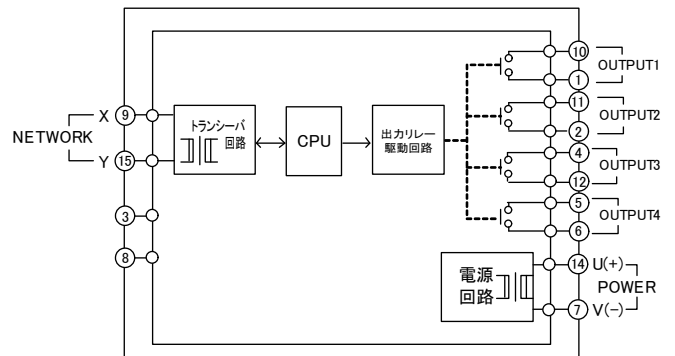 NETWORK
X ⑨
Y ⑮
③
⑧
トランシーバ
回路
CPU
出力リレー
駆動回路
⑩
①
OUTPUT1
⑪
②
OUTPUT2
④
⑫
OUTPUT3
⑤
⑥
OUTPUT4
電源
回路
⑭ U(+)
POWER
⑦ V(−)